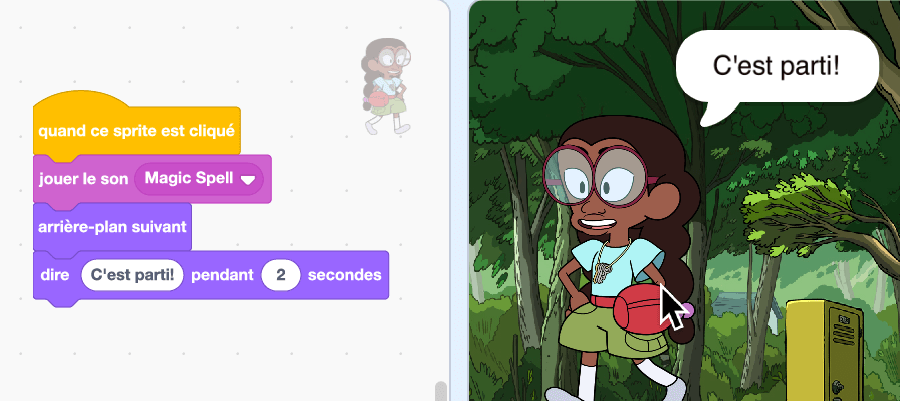 quand ce sprite est cliqué
jouer le son Magic Spell
arrière-plan suivant
dire C'est parti! pendant 2 secondes
C'est parti!